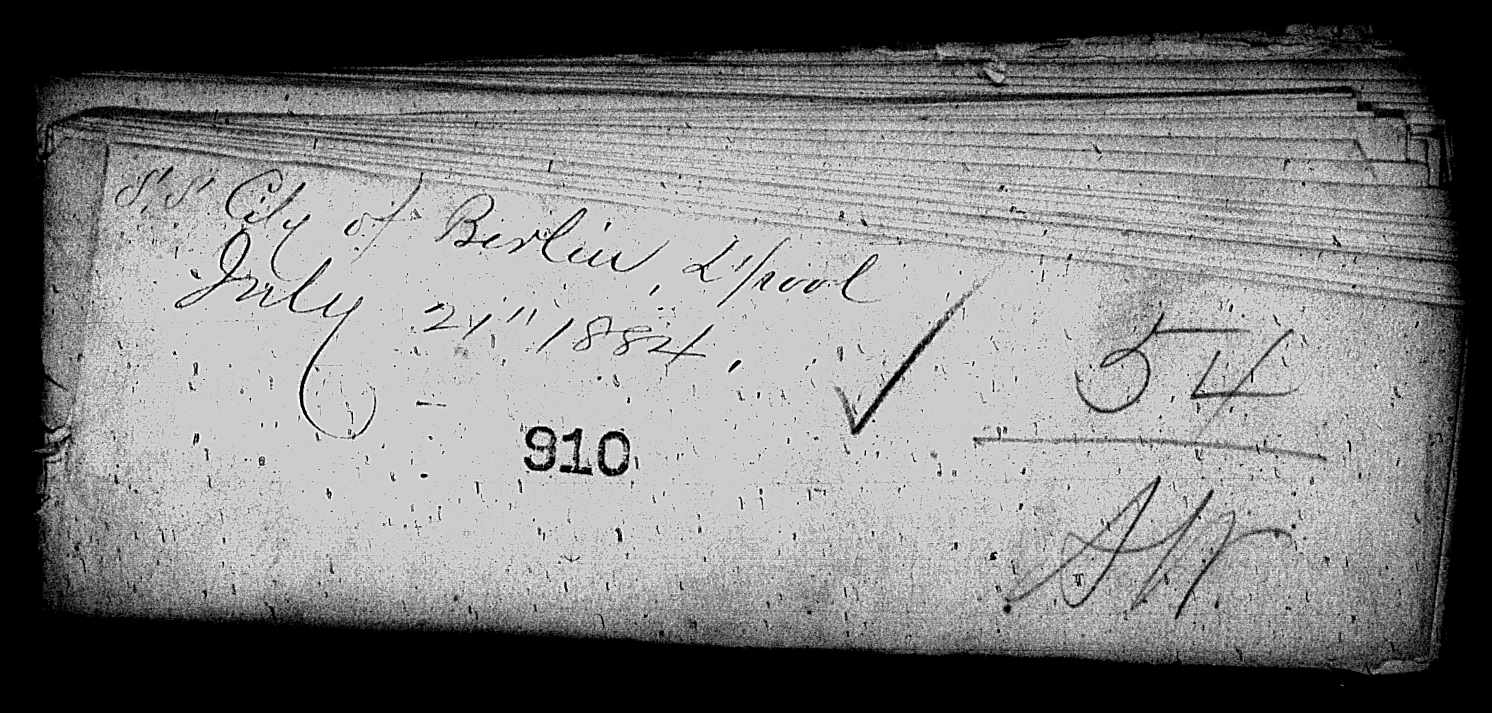 S.S. City of Berlin, L'pool
July 21" 1884,
54
910